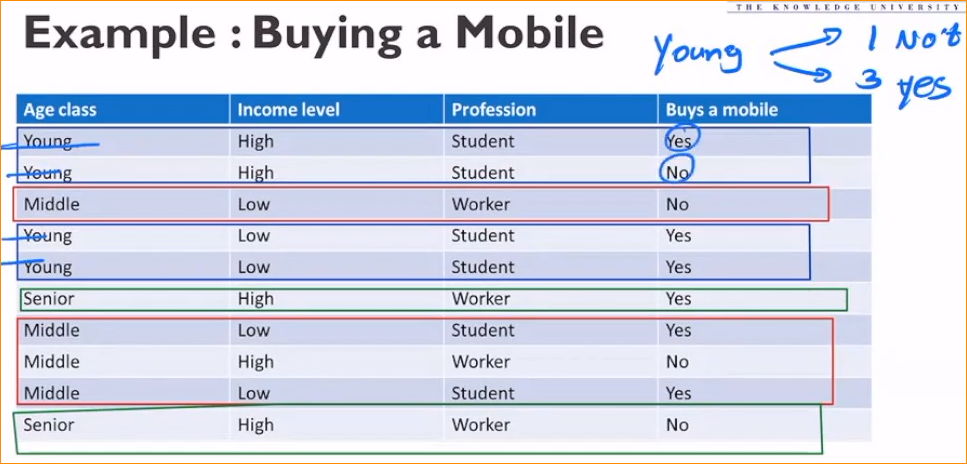 THE KNOWLEDGE UNIVERSITY
Example : Buying a Mobile
Young 1 Not
3 yes
Age class Income level Profession Buys a mobile
Young High Student Yes
Young High Student No
Middle Low Worker No
Young Low Student Yes
Young Low Student Yes
Senior High Worker Yes
Middle Low Student Yes
Middle High Worker No
Middle Low Student Yes
Senior High Worker No